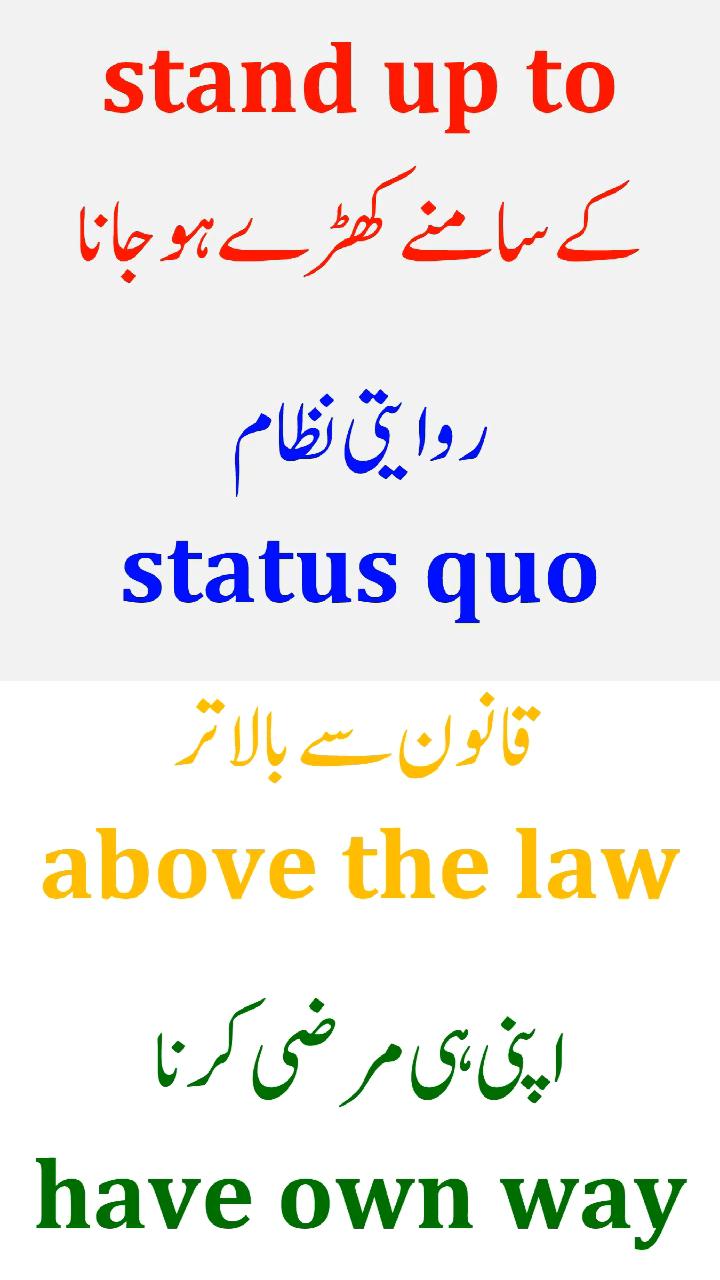 stand up to
کے سامنے کھڑے ہو جانا
روایتی نظام
status quo
قانون سے بالاتر
above the law
اپنی ہی مرضی کرنا
have own way